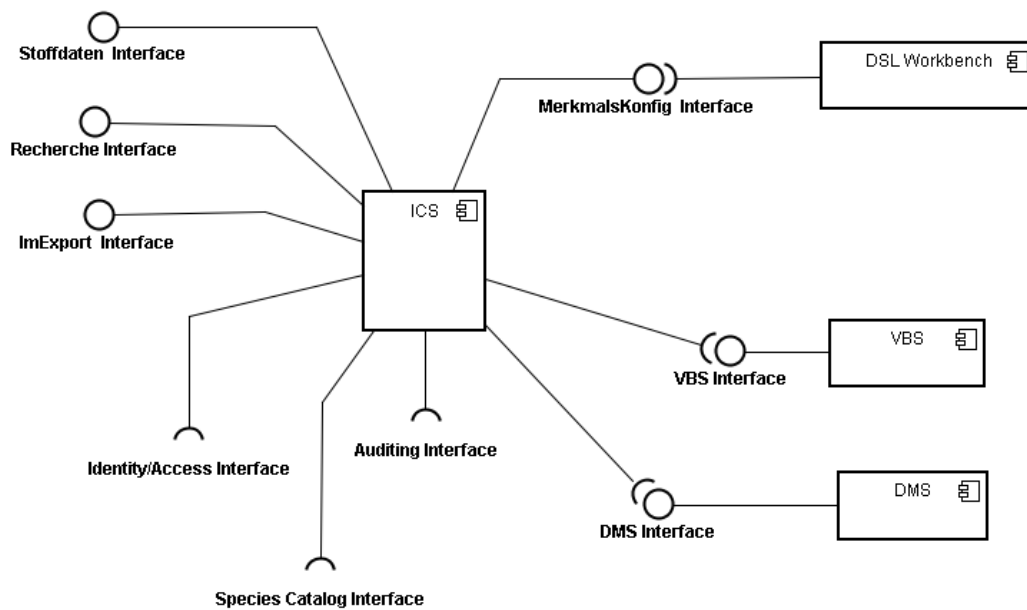 Stoffdaten Interface
DSL Workbench
MerkmalsKonfig Interface
Recherche Interface
ICS
ImExport Interface
VBS
VBS Interface
Auditing Interface
Identity/Access Interface
DMS
DMS Interface
Species Catalog Interface